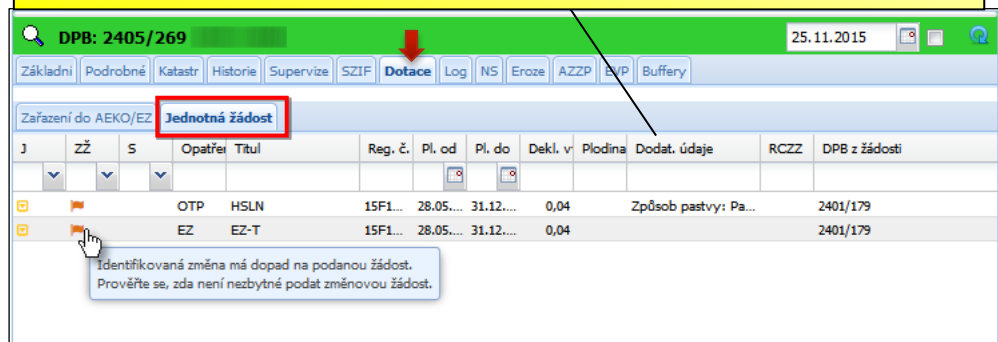 DPB: 2405/269
25.11.2015
Základní Podrobné Katastr Historie Supervize SZIF Dotace Log NS Eroze AZZP EVP Buffery
Zařazení do AEKO/EZ Jednotná žádost
J ZŽ S Opatře Titul Reg. č. Pl. od Pl. do Dekl. v Plodina Dodat. údaje RCZZ DPB z žádosti
OTP HSLN 15F1... 28.05.... 31.12.... 0,04 Způsob pastvy: Pa... 2401/179
EZ EZ-T 15F1... 28.05.... 31.12.... 0,04 2401/179
Identifikovaná změna má dopad na podanou žádost.
Prověřte se, zda není nezbytné podat změnovou žádost.